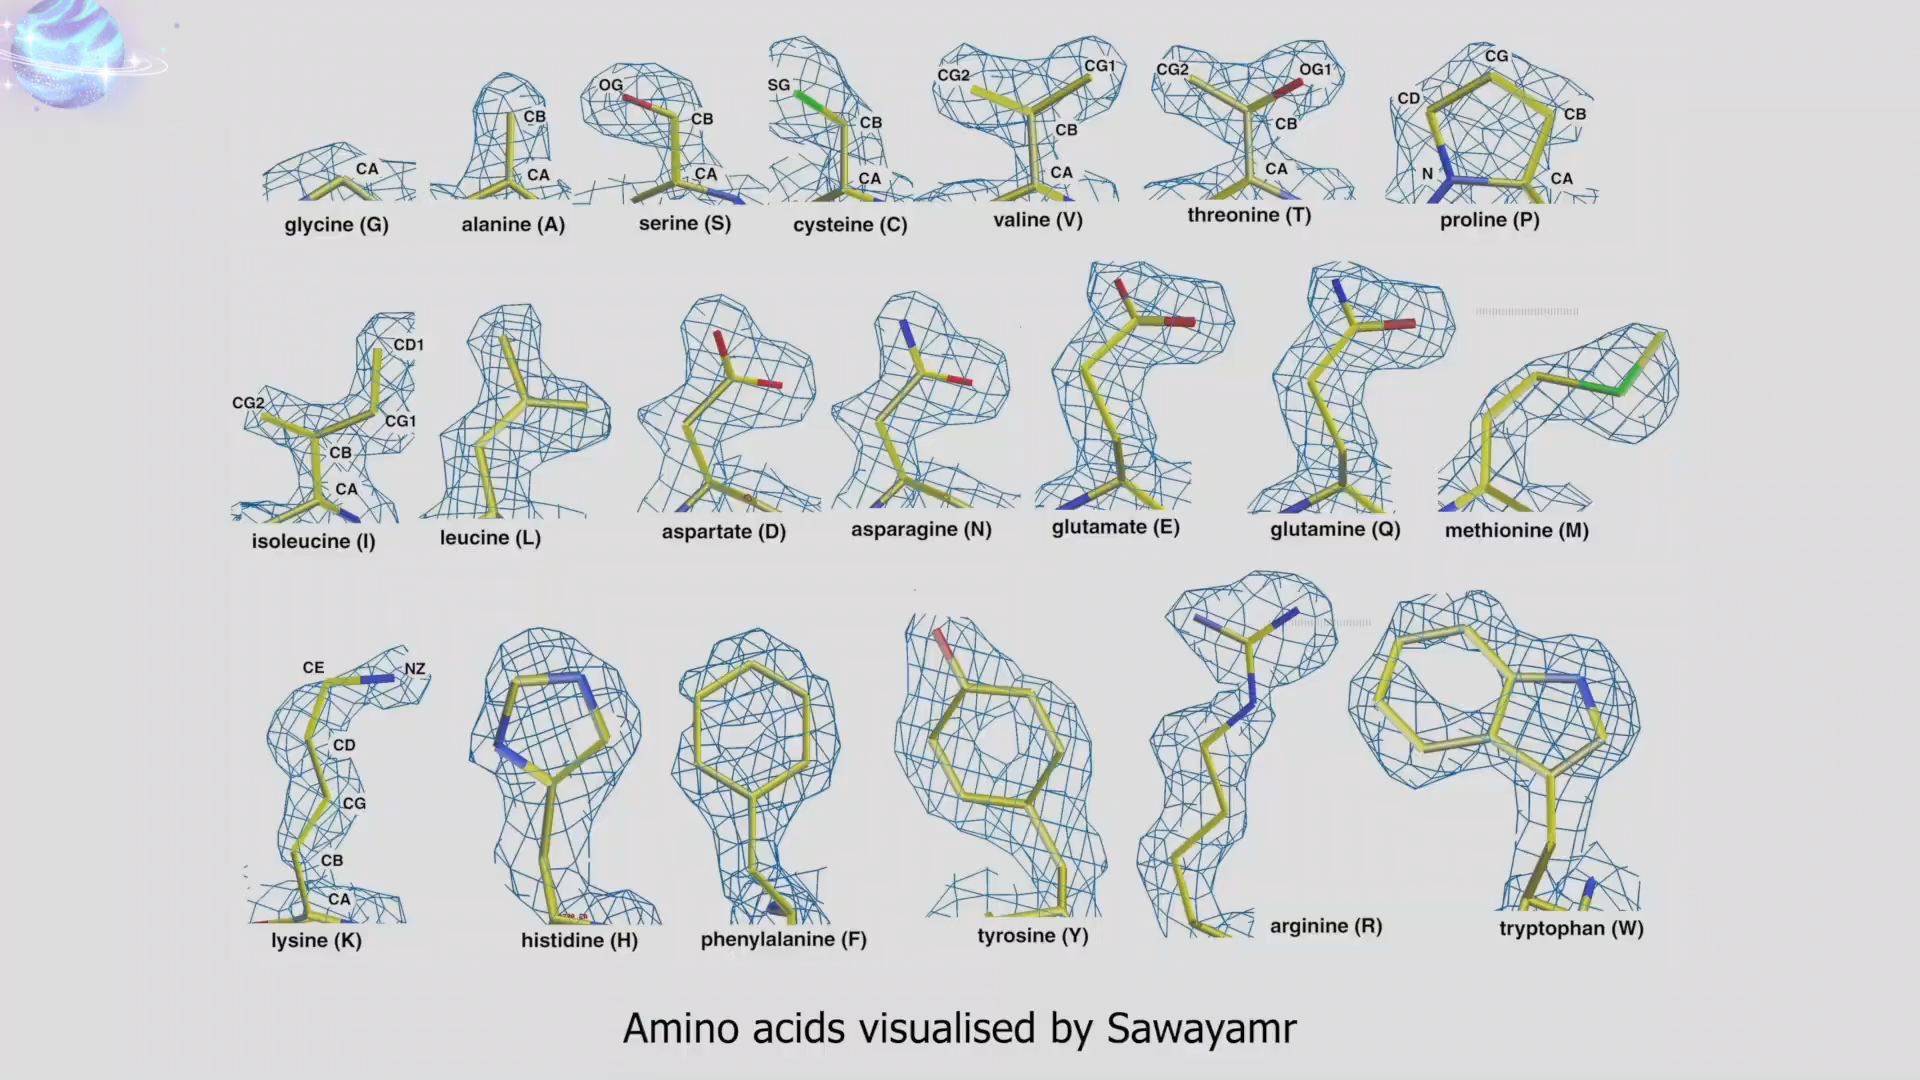 CA
glycine (G)
CB
CA
alanine (A)
OG
CB
CA
serine (S)
SG
CB
CA
cysteine (C)
CG2
CG1
CB
CA
valine (V)
CG2
OG1
CB
CA
threonine (T)
CG
CD
CB
N
CA
proline (P)
CD1
CG2
CG1
CB
CA
isoleucine (I)
leucine (L)
aspartate (D)
asparagine (N)
glutamate (E)
glutamine (Q)
methionine (M)
CE
NZ
CD
CG
CB
CA
lysine (K)
histidine (H)
phenylalanine (F)
tyrosine (Y)
arginine (R)
tryptophan (W)
Amino acids visualised by Sawayamr